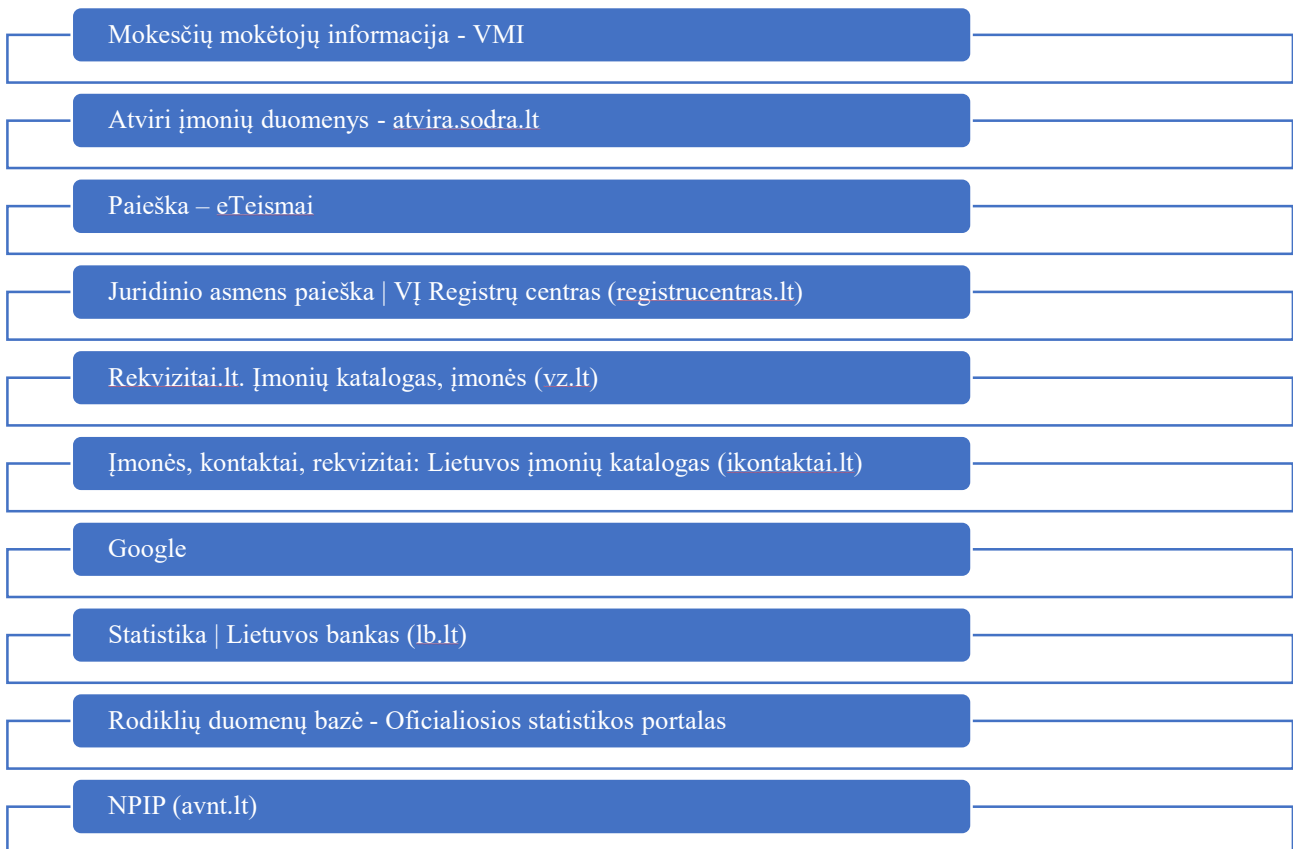 Mokesčių mokėtojų informacija - VMI
Atviri įmonių duomenys - atvira.sodra.lt
Paieška – eTeismai
Juridinio asmens paieška | VĮ Registrų centras (registrucentras.lt)
Rekvizitai.lt. Įmonių katalogas, įmonės (vz.lt)
Įmonės, kontaktai, rekvizitai: Lietuvos įmonių katalogas (ikontaktai.lt)
Google
Statistika | Lietuvos bankas (lb.lt)
Rodiklių duomenų bazė - Oficialiosios statistikos portalas
NPIP (avnt.lt)